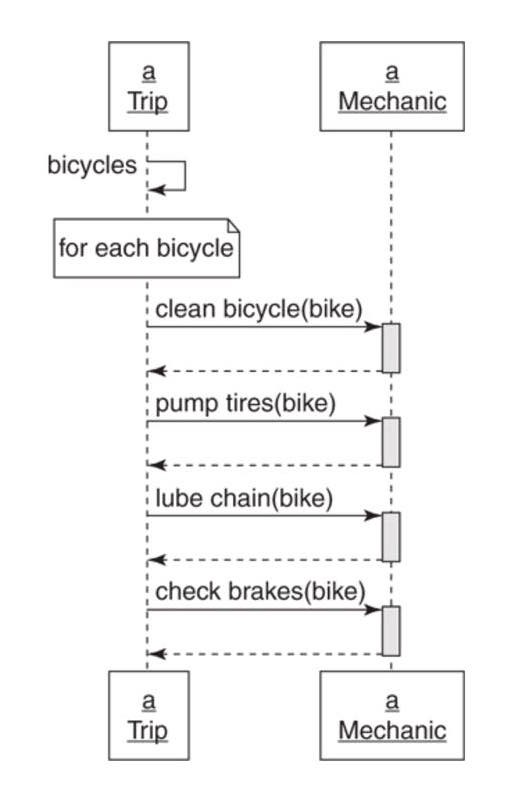 a
Trip
a
Mechanic
bicycles
for each bicycle
clean bicycle(bike)
pump tires(bike)
lube chain(bike)
check brakes(bike)
a
Trip
a
Mechanic